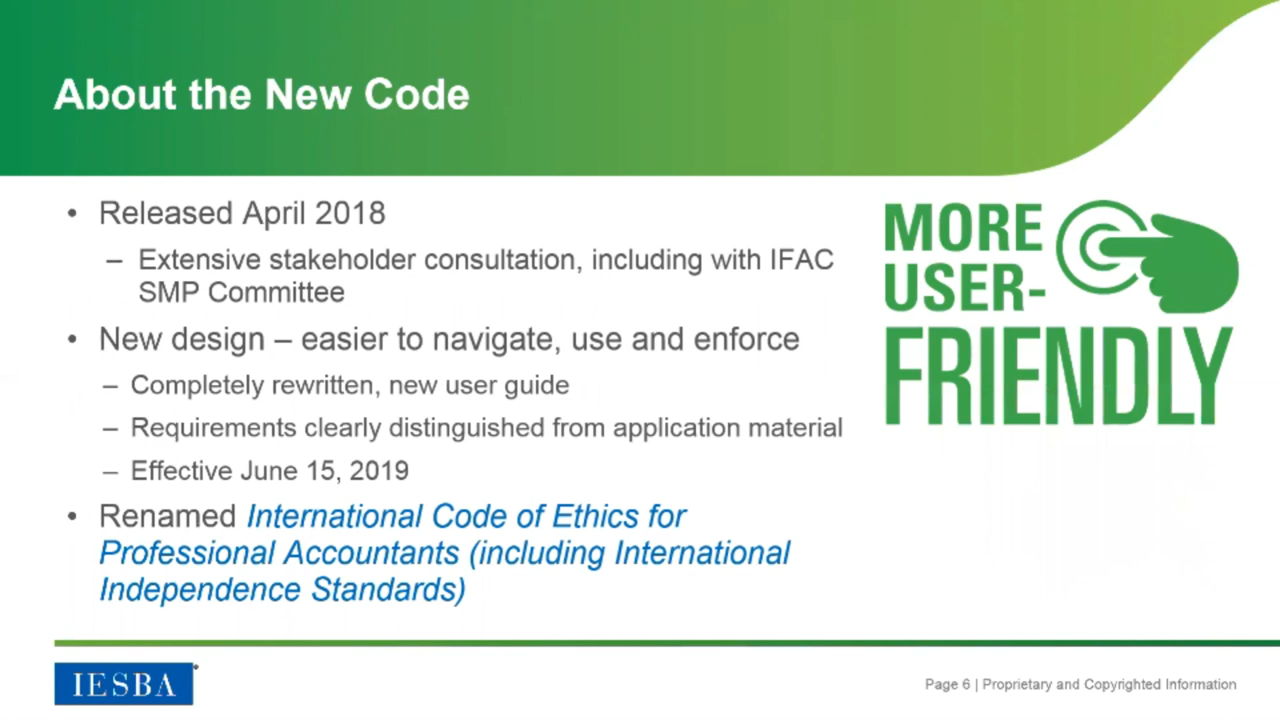 About the New Code
• Released April 2018
– Extensive stakeholder consultation, including with IFAC
SMP Committee
• New design – easier to navigate, use and enforce
– Completely rewritten, new user guide
– Requirements clearly distinguished from application material
– Effective June 15, 2019
• Renamed International Code of Ethics for
Professional Accountants (including International
Independence Standards)
MORE
USER-
FRIENDLY
IESBA
Page 6 | Proprietary and Copyrighted Information